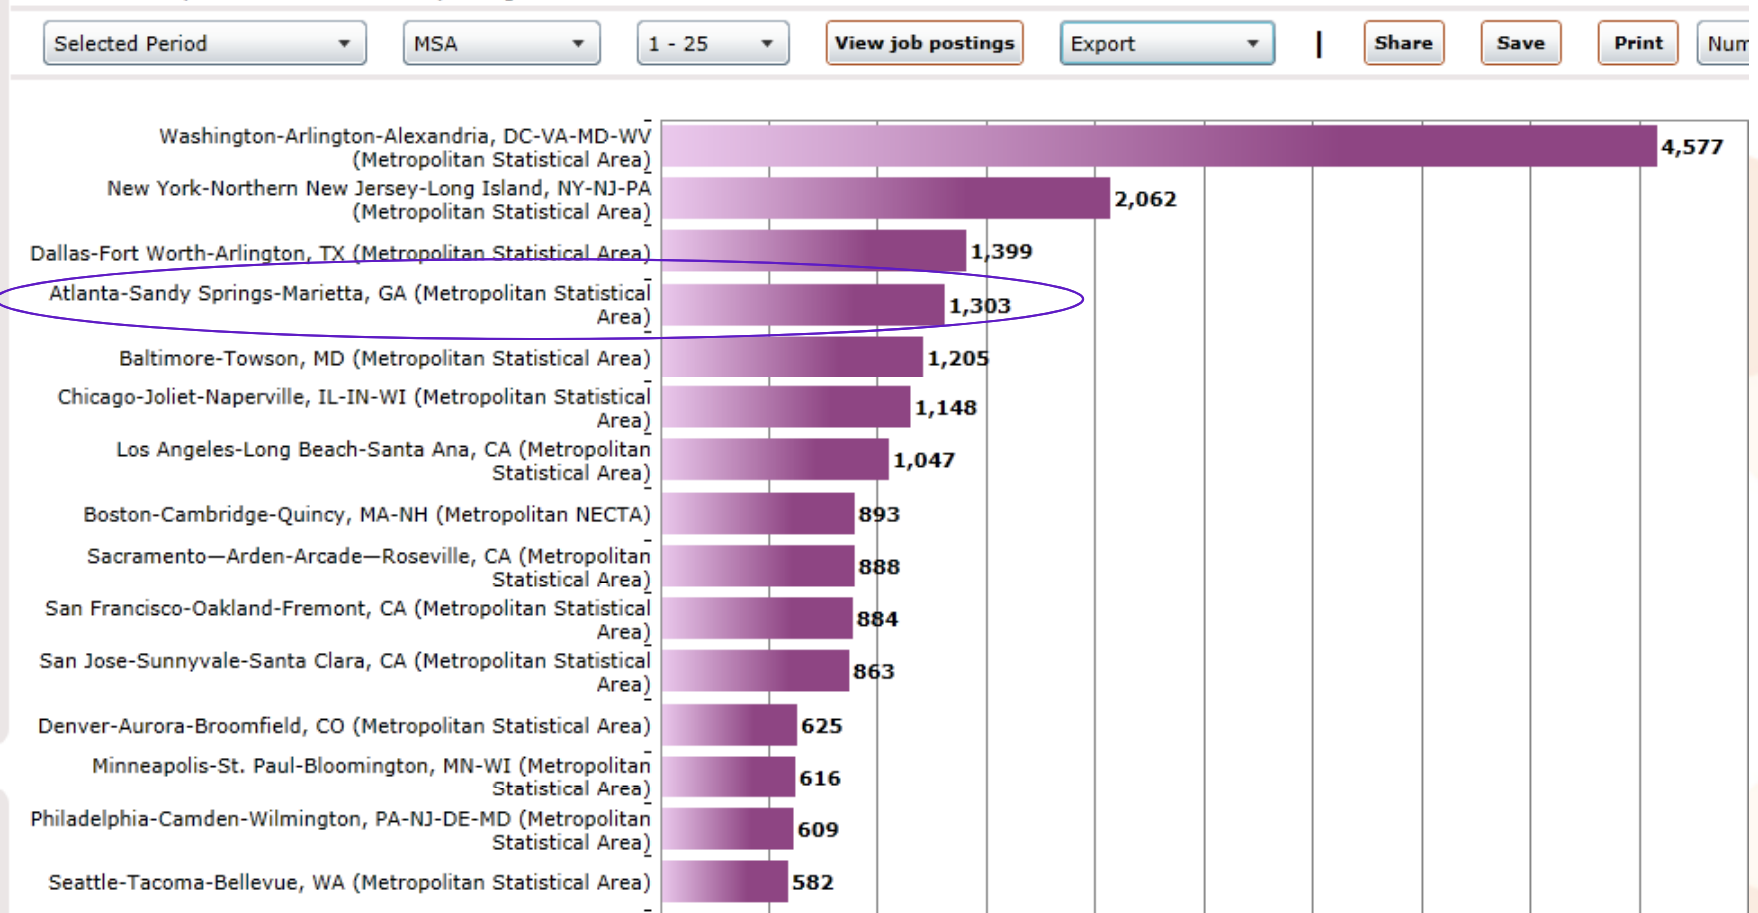 Selected Period
MSA
1 - 25
View job postings
Export
|
Share
Save
Print
Num
Washington-Arlington-Alexandria, DC-VA-MD-WV
(Metropolitan Statistical Area)
4,577
New York-Northern New Jersey-Long Island, NY-NJ-PA
(Metropolitan Statistical Area)
2,062
Dallas-Fort Worth-Arlington, TX (Metropolitan Statistical Area)
1,399
Atlanta-Sandy Springs-Marietta, GA (Metropolitan Statistical
Area)
1,303
Baltimore-Towson, MD (Metropolitan Statistical Area)
1,205
Chicago-Joliet-Naperville, IL-IN-WI (Metropolitan Statistical
Area)
1,148
Los Angeles-Long Beach-Santa Ana, CA (Metropolitan
Statistical Area)
1,047
Boston-Cambridge-Quincy, MA-NH (Metropolitan NECTA)
893
Sacramento—Arden-Arcade—Roseville, CA (Metropolitan
Statistical Area)
888
San Francisco-Oakland-Fremont, CA (Metropolitan Statistical
Area)
884
San Jose-Sunnyvale-Santa Clara, CA (Metropolitan Statistical
Area)
863
Denver-Aurora-Broomfield, CO (Metropolitan Statistical Area)
625
Minneapolis-St. Paul-Bloomington, MN-WI (Metropolitan
Statistical Area)
616
Philadelphia-Camden-Wilmington, PA-NJ-DE-MD (Metropolitan
Statistical Area)
609
Seattle-Tacoma-Bellevue, WA (Metropolitan Statistical Area)
582